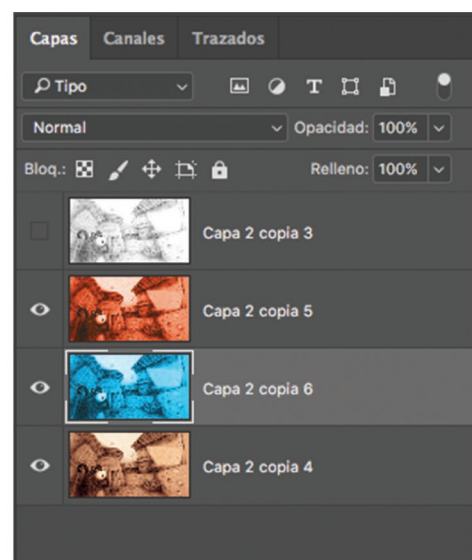 Capas Canales Trazados
Tipo T
Normal Opacidad: 100%
Bloq.: Relleno: 100%
Capa 2 copia 3
Capa 2 copia 5
Capa 2 copia 6
Capa 2 copia 4